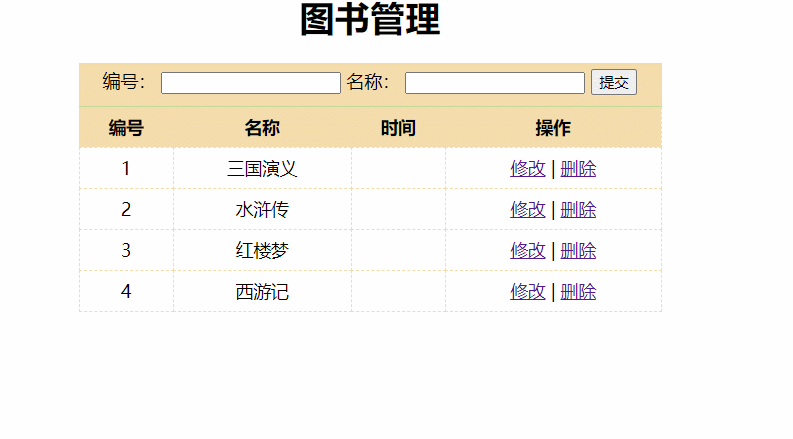 图书管理
编号： 名称： 提交
编号 名称 时间 操作
1 三国演义 修改 | 删除
2 水浒传 修改 | 删除
3 红楼梦 修改 | 删除
4 西游记 修改 | 删除